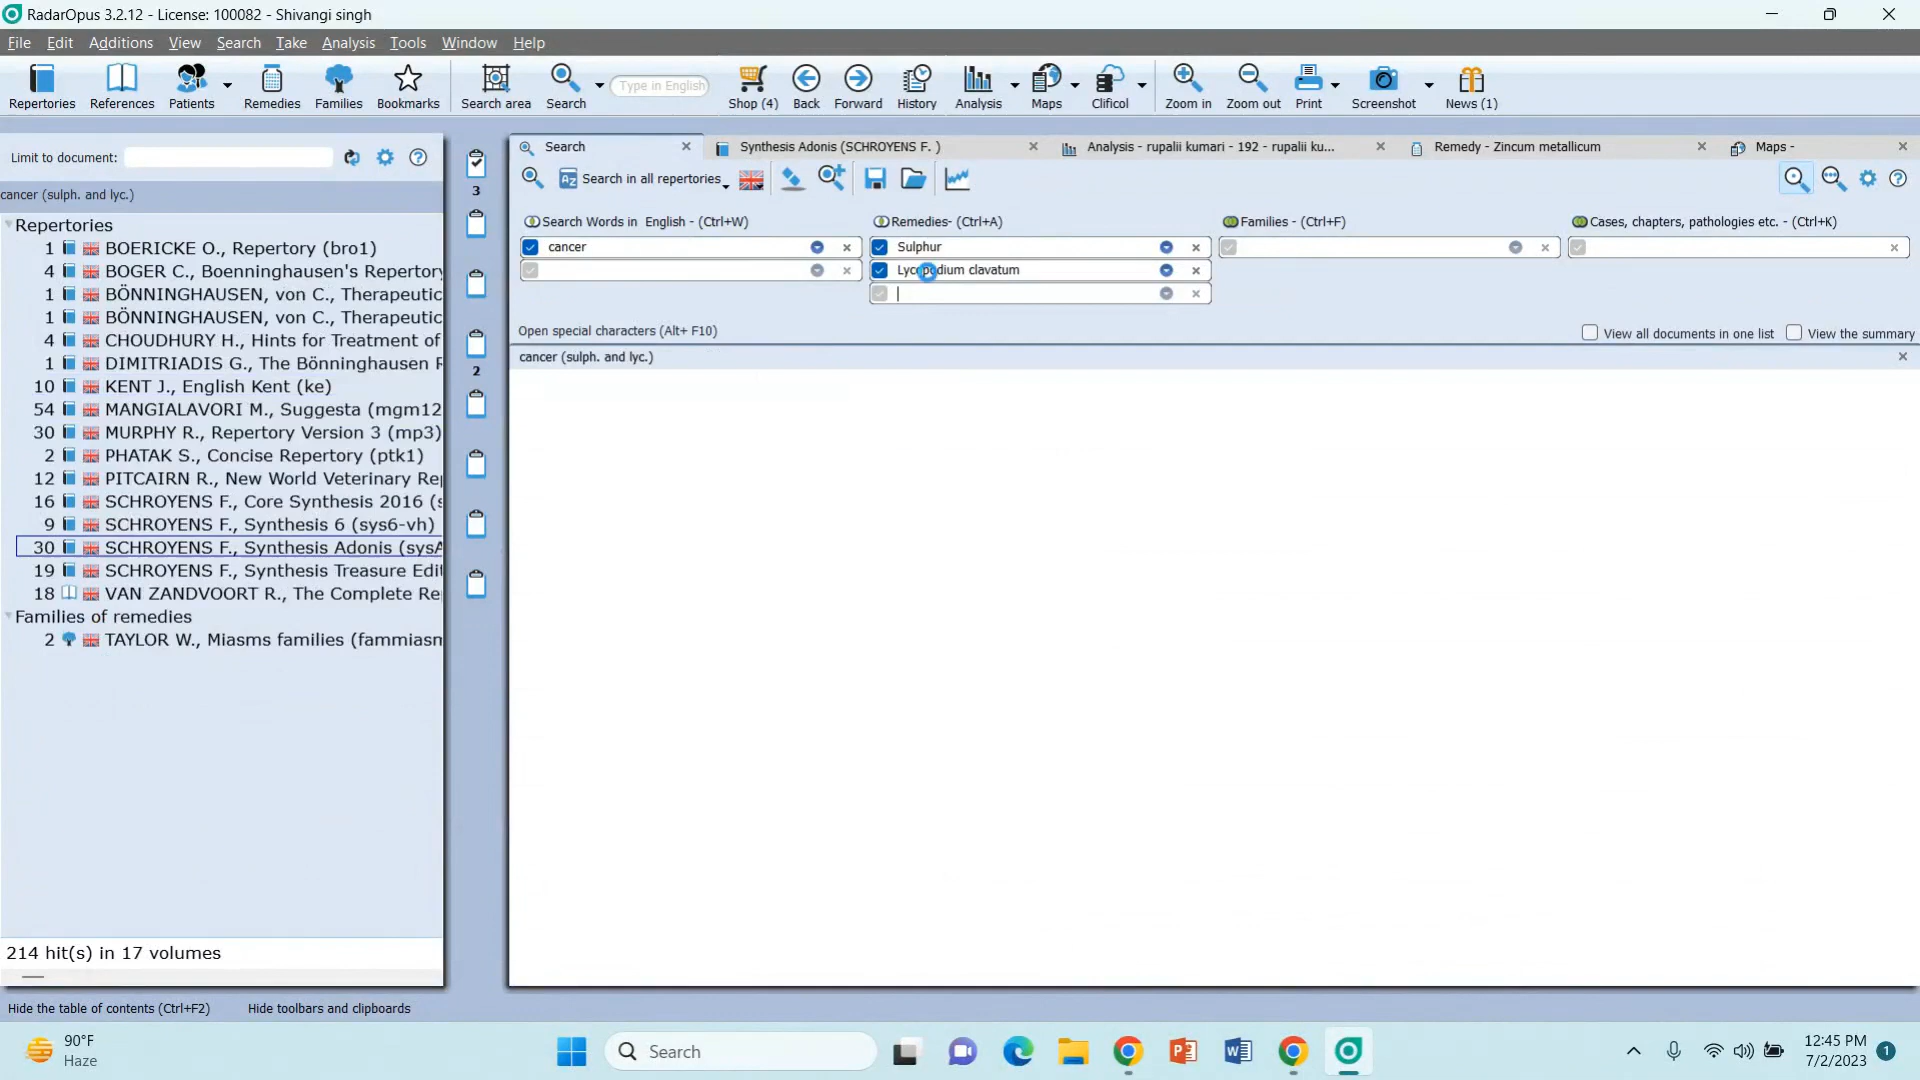 RadarOpus 3.2.12 - License: 100082 - Shivangi singh
File Edit Additions View Search Take Analysis Tools Window Help
Repertories References Patients Remedies Families Bookmarks Search area Search Type in English Shop (4) Back Forward History Analysis Maps Clificol Zoom in Zoom out Print Screenshot News (1)
Limit to document:
cancer (sulph. and lyc.)
Repertories
1 BOERICKE O., Repertory (bro1)
4 BOGER C., Boenninghausen's Repertory
1 BÖNNINGHAUSEN, von C., Therapeutic
1 BÖNNINGHAUSEN, von C., Therapeutic
4 CHOUDHURY H., Hints for Treatment of
1 DIMITRIADIS G., The Bönninghausen R
10 KENT J., English Kent (ke)
54 MANGIALAVORI M., Suggesta (mgm12
30 MURPHY R., Repertory Version 3 (mp3)
2 PHATAK S., Concise Repertory (ptk1)
12 PITCAIRN R., New World Veterinary Re
16 SCHROYENS F., Core Synthesis 2016 (s
9 SCHROYENS F., Synthesis 6 (sys6-vh)
30 SCHROYENS F., Synthesis Adonis (sysA
19 SCHROYENS F., Synthesis Treasure Edit
18 VAN ZANDVOORT R., The Complete Re
Families of remedies
2 TAYLOR W., Miasms families (fammiasm
214 hit(s) in 17 volumes
3
2
Search Synthesis Adonis (SCHROYENS F. ) Analysis - rupalii kumari - 192 - rupalii ku... Remedy - Zincum metallicum Maps -
AZ Search in all repertories
Search Words in English - (Ctrl+W) Remedies- (Ctrl+A) Families - (Ctrl+F) Cases, chapters, pathologies etc. - (Ctrl+K)
cancer Sulphur
Lycopodium clavatum
Open special characters (Alt+ F10) View all documents in one list View the summary
cancer (sulph. and lyc.)
Hide the table of contents (Ctrl+F2) Hide toolbars and clipboards
90°F
Haze
Search
12:45 PM
7/2/2023
1